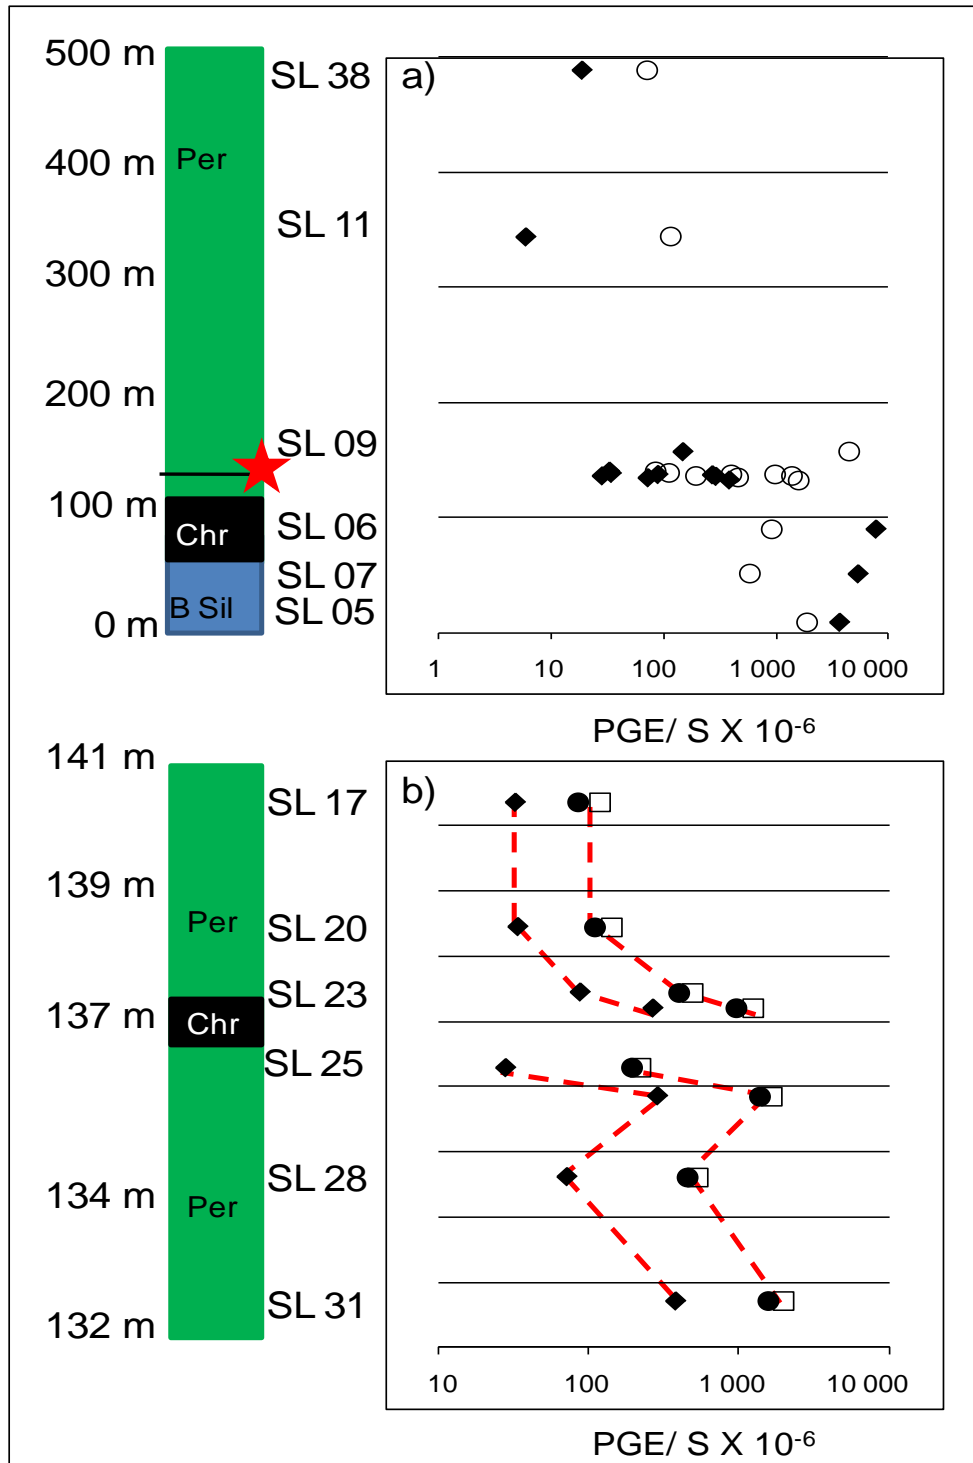 500 m
SL 38
a)
400 m
Per
SL 11
300 m
200 m
SL 09
100 m
SL 06
Chr
SL 07
B Sil
SL 05
0 m
1 10 100 1 000 10 000
PGE/ S X 10⁻⁶
141 m
SL 17
b)
139 m
Per
SL 20
SL 23
137 m
Chr
SL 25
SL 28
134 m
Per
SL 31
132 m
10 100 1 000 10 000
PGE/ S X 10⁻⁶